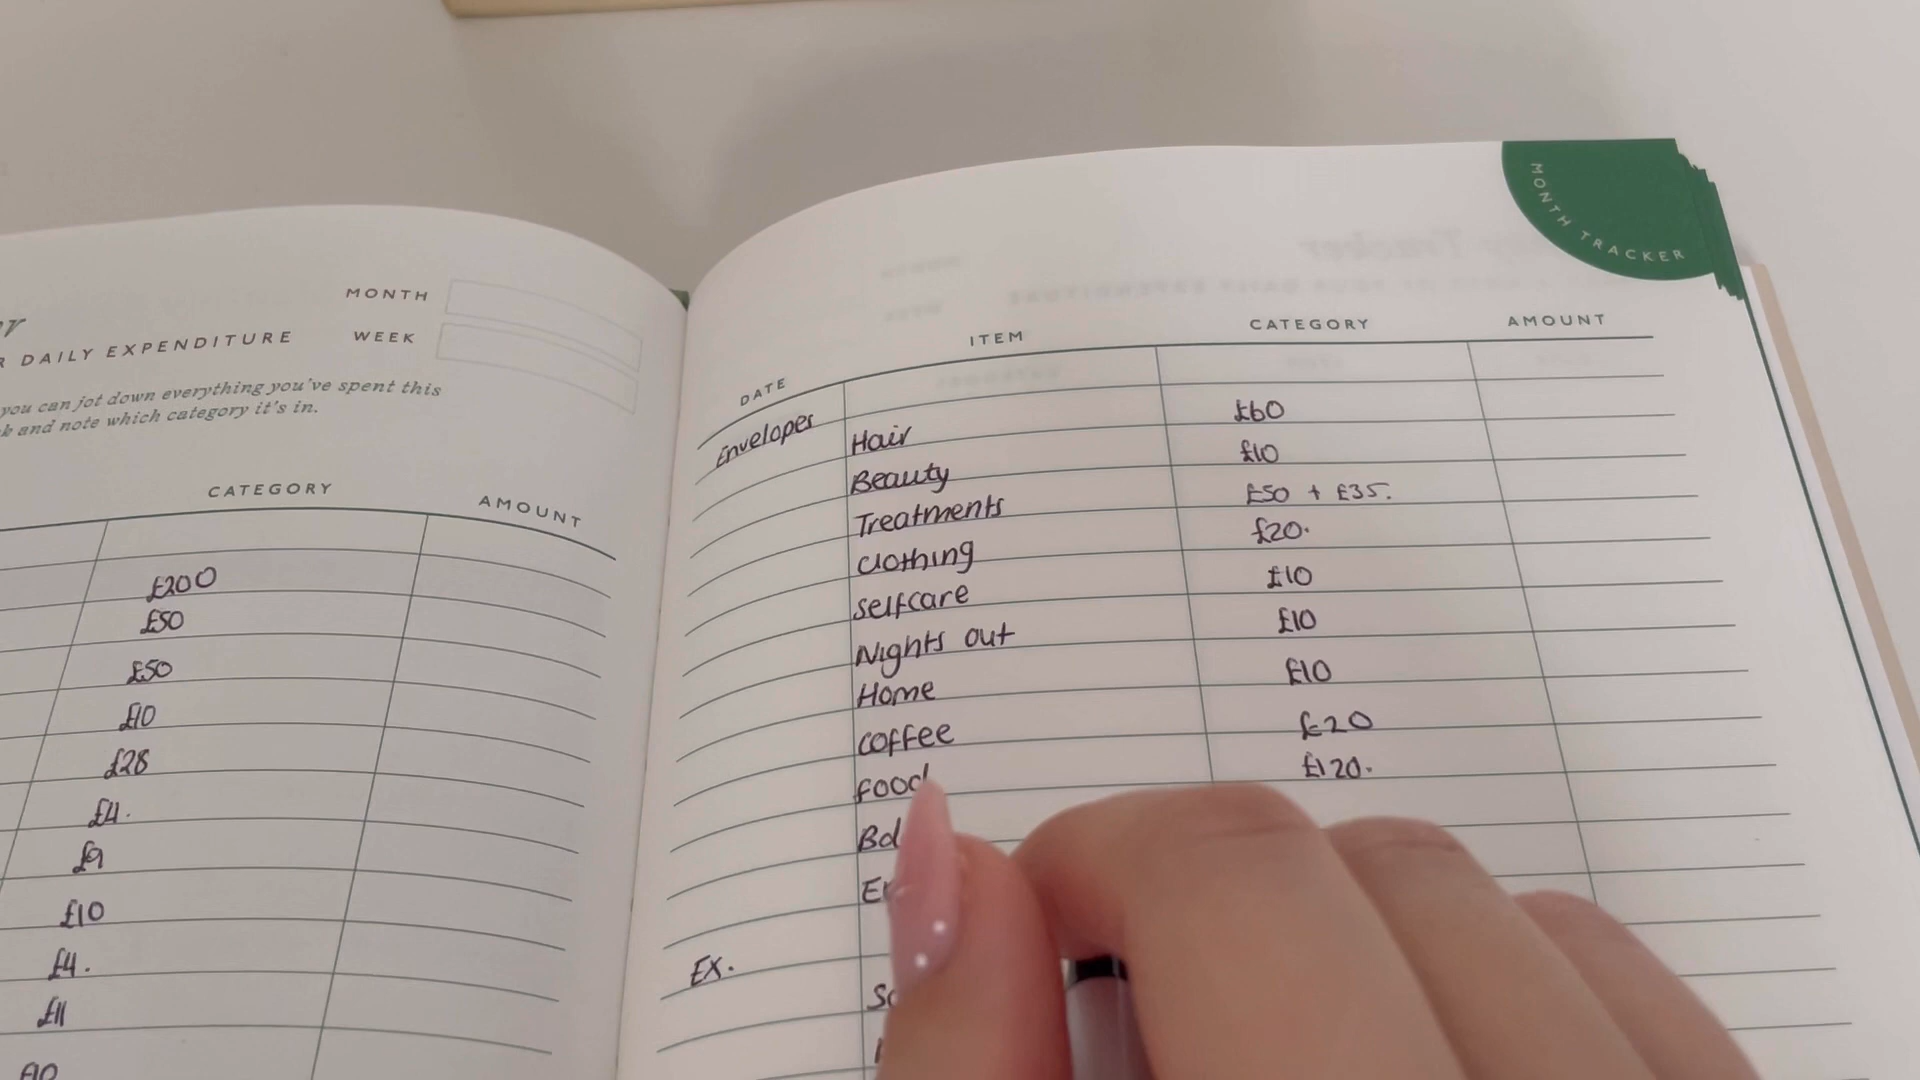 MONTH
WEEK
DAILY EXPENDITURE
you can jot down everything you've spent this
and note which category it's in.
CATEGORY AMOUNT
£200
£50
£50
£10
£28
£4.
£9
£10
£4.
£11
£10
MONTH TRACKER
DATE ITEM CATEGORY AMOUNT
Envelopes
Hair £60
Beauty £10
Treatments £50 + £35.
Clothing £20.
Selfcare £10
Nights out £10
Home £10
Coffee £20
Food £120.
EX.